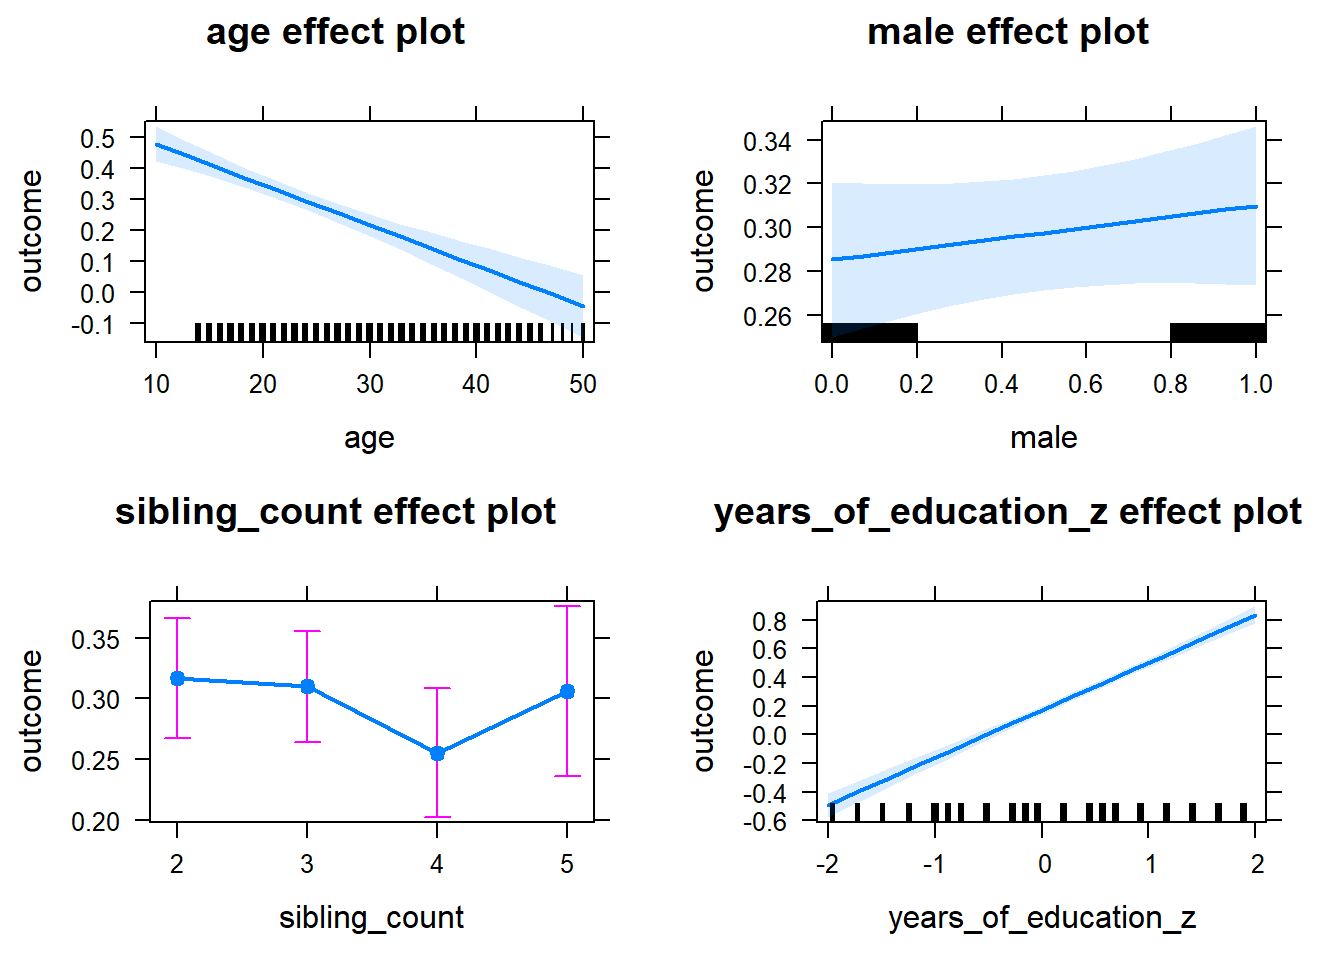 age effect plot
outcome
0.5
0.4
0.3
0.2
0.1
0.0
-0.1
10 20 30 40 50
age
male effect plot
outcome
0.34
0.32
0.30
0.28
0.26
0.0 0.2 0.4 0.6 0.8 1.0
male
sibling_count effect plot
outcome
0.35
0.30
0.25
0.20
2 3 4 5
sibling_count
years_of_education_z effect plot
outcome
0.8
0.6
0.4
0.2
0.0
-0.2
-0.4
-0.6
-2 -1 0 1 2
years_of_education_z